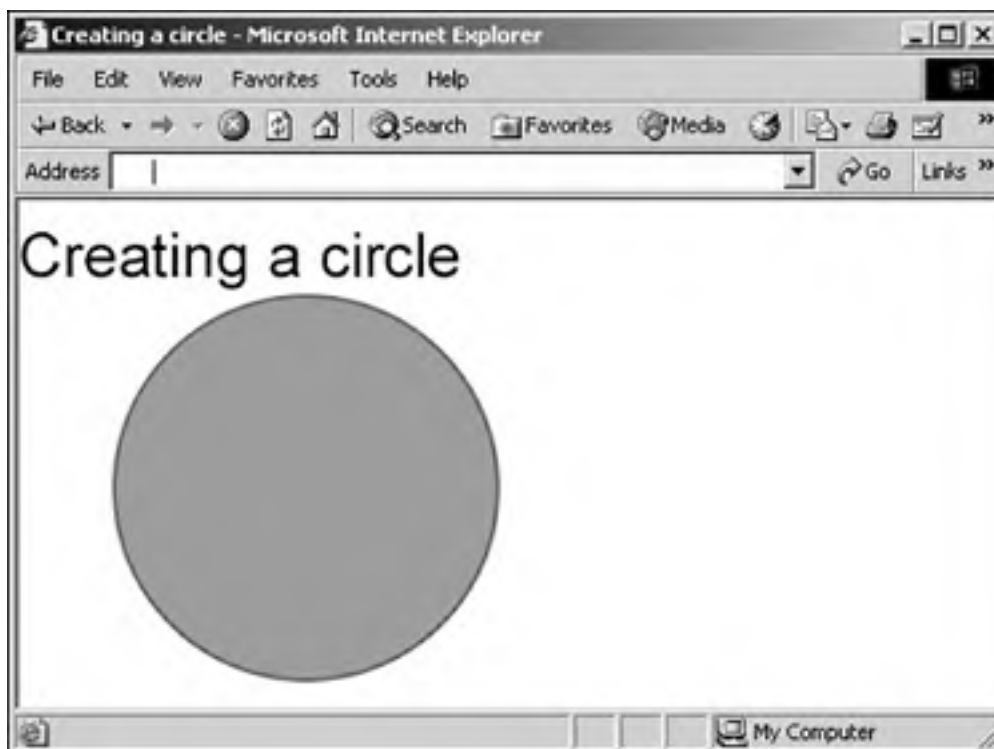 Creating a circle - Microsoft Internet Explorer
File Edit View Favorites Tools Help
Back Search Favorites Media »
Address Go Links »
Creating a circle
My Computer